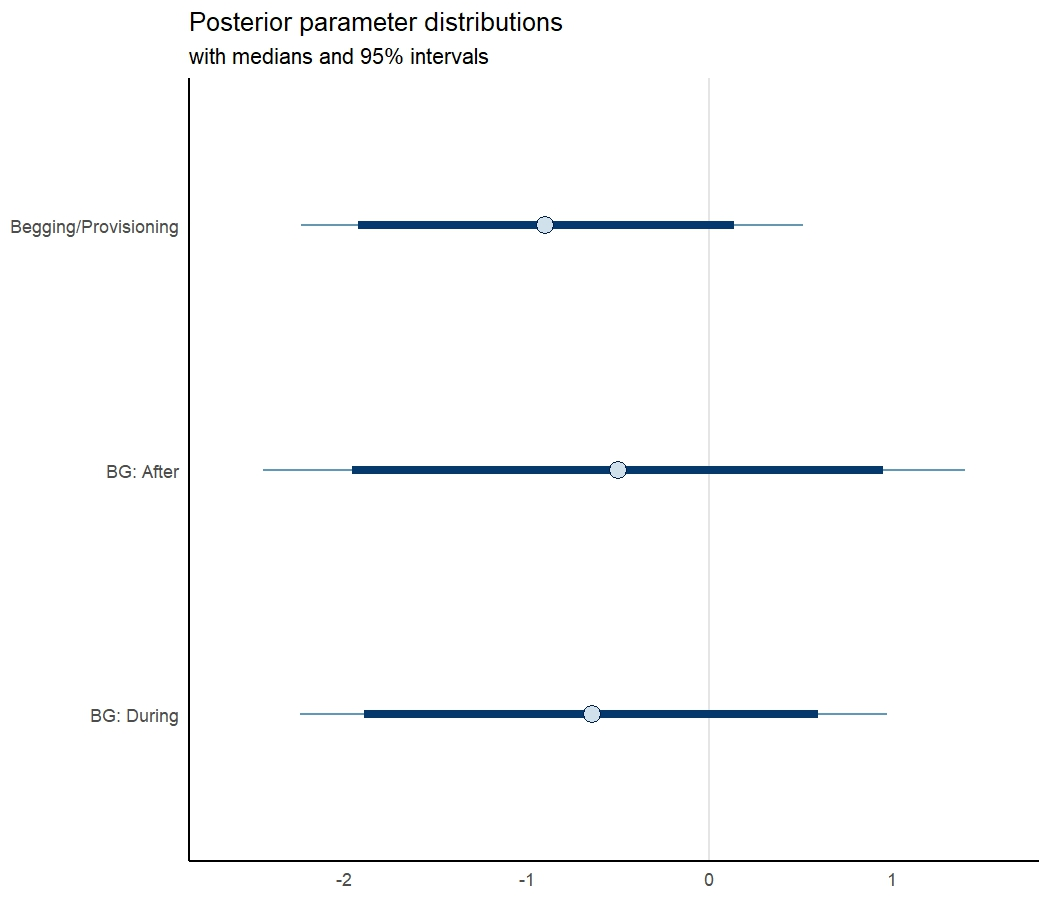 Posterior parameter distributions
with medians and 95% intervals
Begging/Provisioning
BG: After
BG: During
-2 -1 0 1